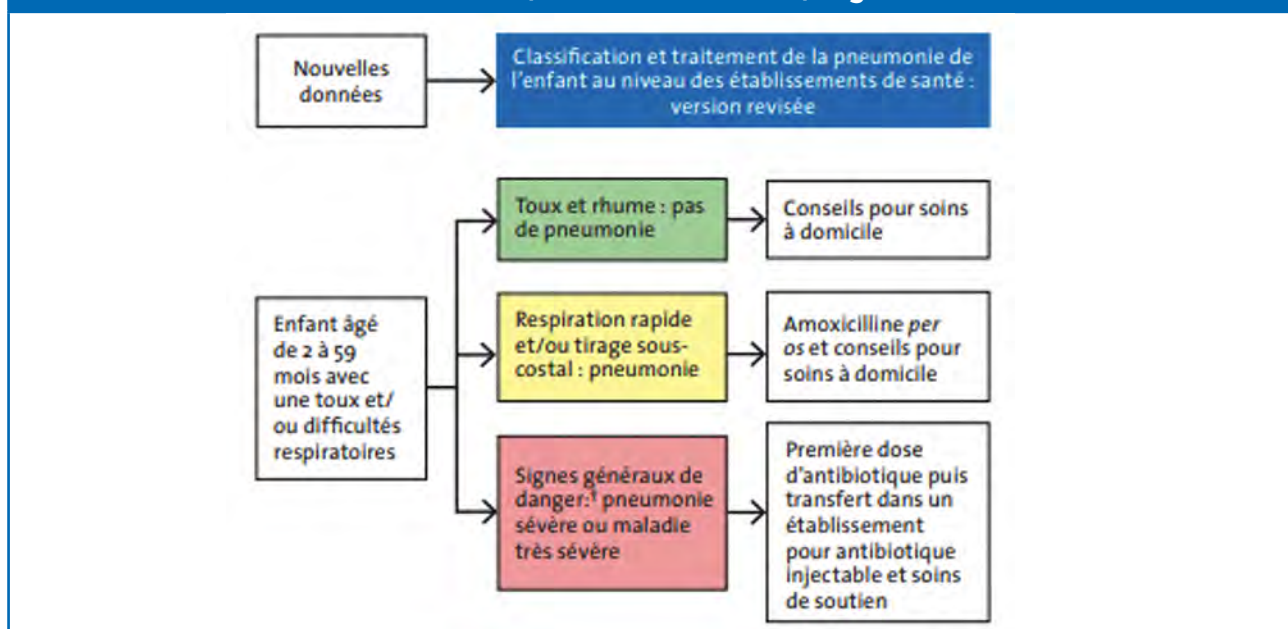 Nouvelles
données
Classification et traitement de la pneumonie de
l'enfant au niveau des établissements de santé :
version revisée
Toux et rhume : pas
de pneumonie
Conseils pour soins
à domicile
Enfant âgé
de 2 à 59
mois avec
une toux et/
ou difficultés
respiratoires
Respiration rapide
et/ou tirage sous-
costal : pneumonie
Amoxicilline per
os et conseils pour
soins à domicile
Signes généraux de
danger:¶ pneumonie
sévère ou maladie
très sévère
Première dose
d'antibiotique puis
transfert dans un
établissement
pour antibiotique
injectable et soins
de soutien